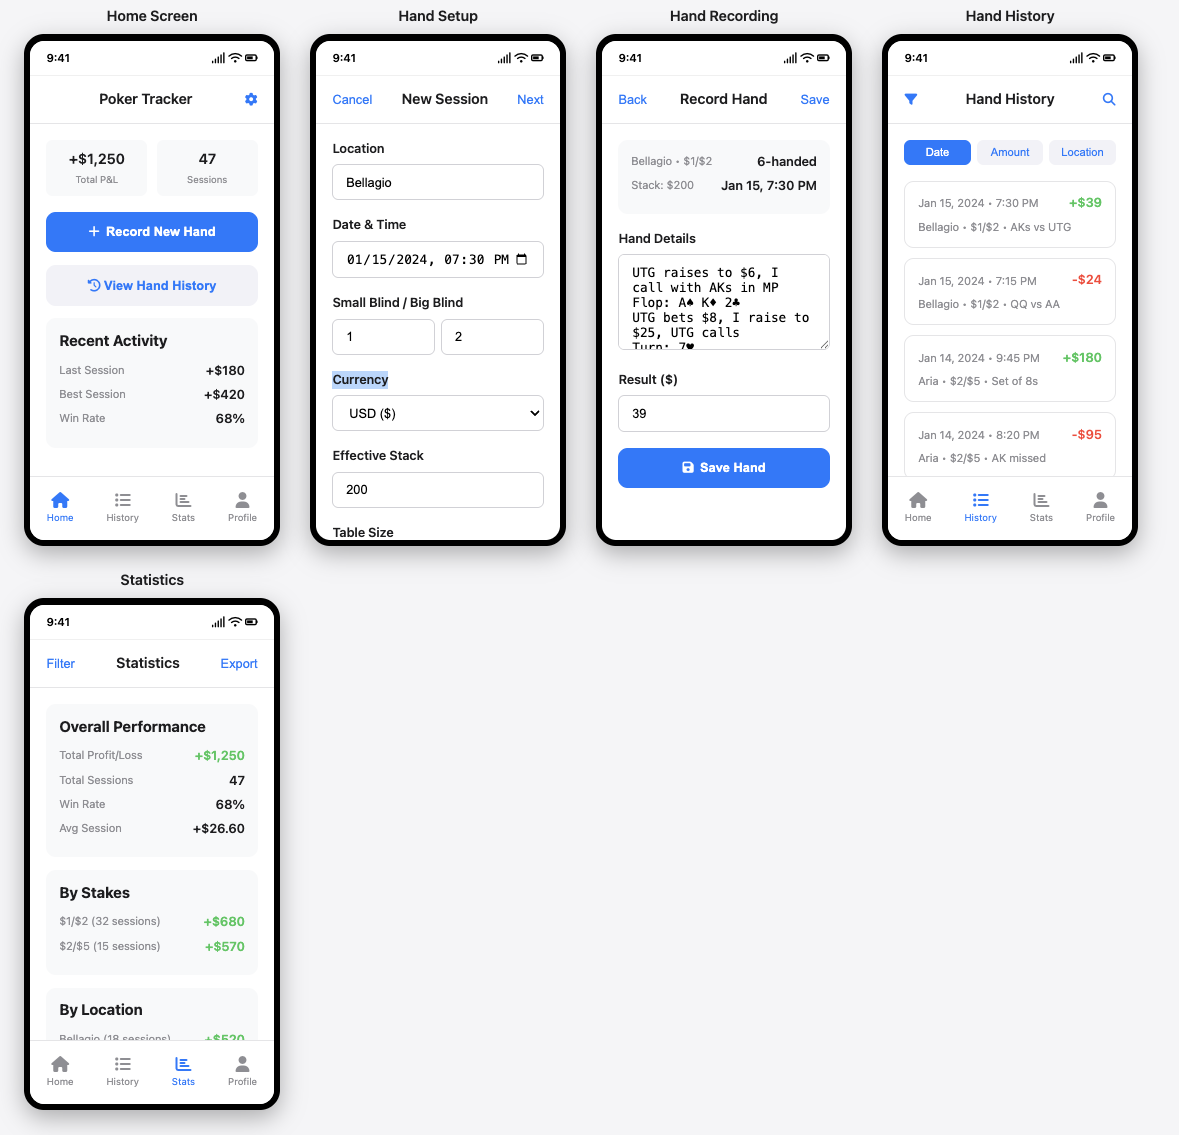 Home Screen
9:41
Poker Tracker
+$1,250
Total P&L
47
Sessions
Record New Hand
View Hand History
Recent Activity
Last Session +$180
Best Session +$420
Win Rate 68%
Home History Stats Profile
Hand Setup
9:41
Cancel New Session Next
Location
Bellagio
Date & Time
01/15/2024, 07:30 PM
Small Blind / Big Blind
1 2
Currency
USD ($)
Effective Stack
200
Table Size
Hand Recording
9:41
Back Record Hand Save
Bellagio • $1/$2 6-handed
Stack: $200 Jan 15, 7:30 PM
Hand Details
UTG raises to $6, I
call with AKs in MP
Flop: A♠ K♦ 2♣
UTG bets $8, I raise to
$25, UTG calls
Turn: 7♥
Result ($)
39
Save Hand
Hand History
9:41
Hand History
Date Amount Location
Jan 15, 2024 • 7:30 PM +$39
Bellagio • $1/$2 • AKs vs UTG
Jan 15, 2024 • 7:15 PM -$24
Bellagio • $1/$2 • QQ vs AA
Jan 14, 2024 • 9:45 PM +$180
Aria • $2/$5 • Set of 8s
Jan 14, 2024 • 8:20 PM -$95
Aria • $2/$5 • AK missed
Home History Stats Profile
Statistics
9:41
Filter Statistics Export
Overall Performance
Total Profit/Loss +$1,250
Total Sessions 47
Win Rate 68%
Avg Session +$26.60
By Stakes
$1/$2 (32 sessions) +$680
$2/$5 (15 sessions) +$570
By Location
Bellagio (18 sessions) +$520
Home History Stats Profile